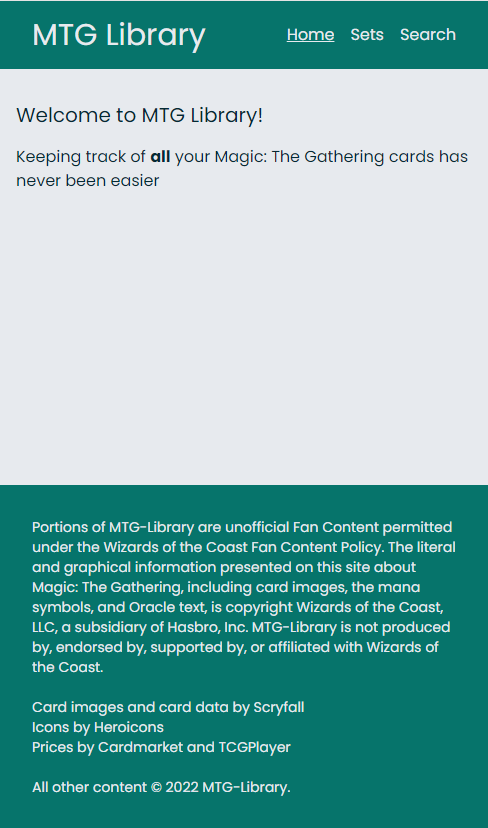 MTG Library
Home Sets Search
Welcome to MTG Library!
Keeping track of all your Magic: The Gathering cards has
never been easier
Portions of MTG-Library are unofficial Fan Content permitted
under the Wizards of the Coast Fan Content Policy. The literal
and graphical information presented on this site about
Magic: The Gathering, including card images, the mana
symbols, and Oracle text, is copyright Wizards of the Coast,
LLC, a subsidiary of Hasbro, Inc. MTG-Library is not produced
by, endorsed by, supported by, or affiliated with Wizards of
the Coast.
Card images and card data by Scryfall
Icons by Heroicons
Prices by Cardmarket and TCGPlayer
All other content © 2022 MTG-Library.